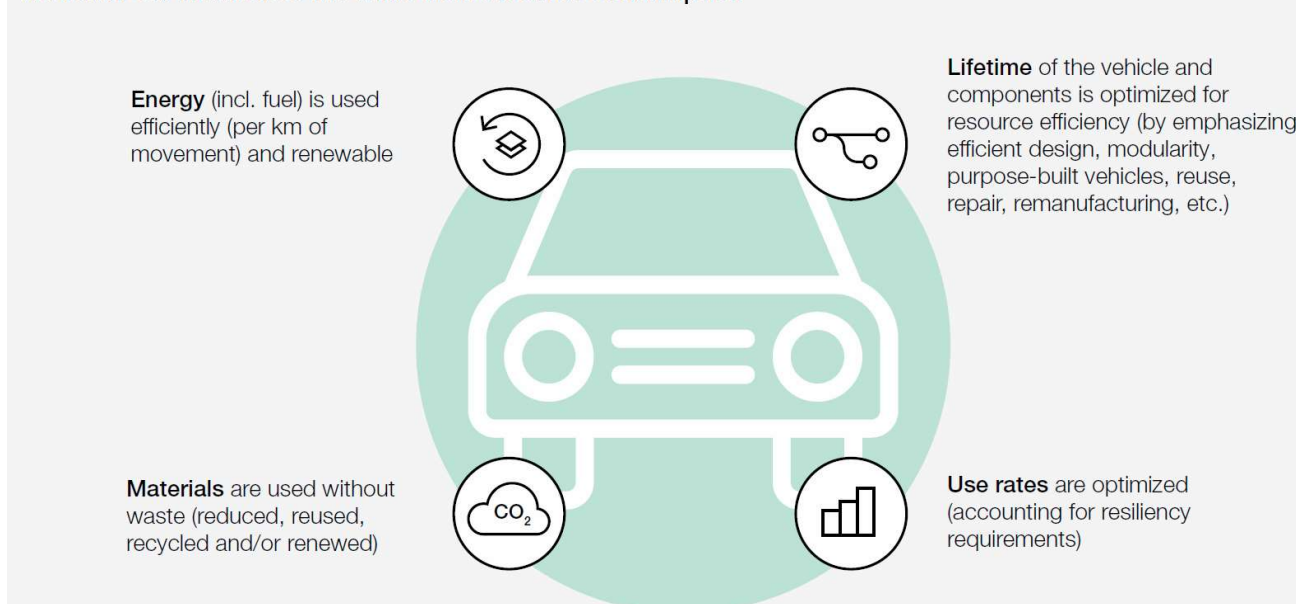 Energy (incl. fuel) is used
efficiently (per km of
movement) and renewable
Lifetime of the vehicle and
components is optimized for
resource efficiency (by emphasizing
efficient design, modularity,
purpose-built vehicles, reuse,
repair, remanufacturing, etc.)
Materials are used without
waste (reduced, reused,
recycled and/or renewed)
CO₂
Use rates are optimized
(accounting for resiliency
requirements)